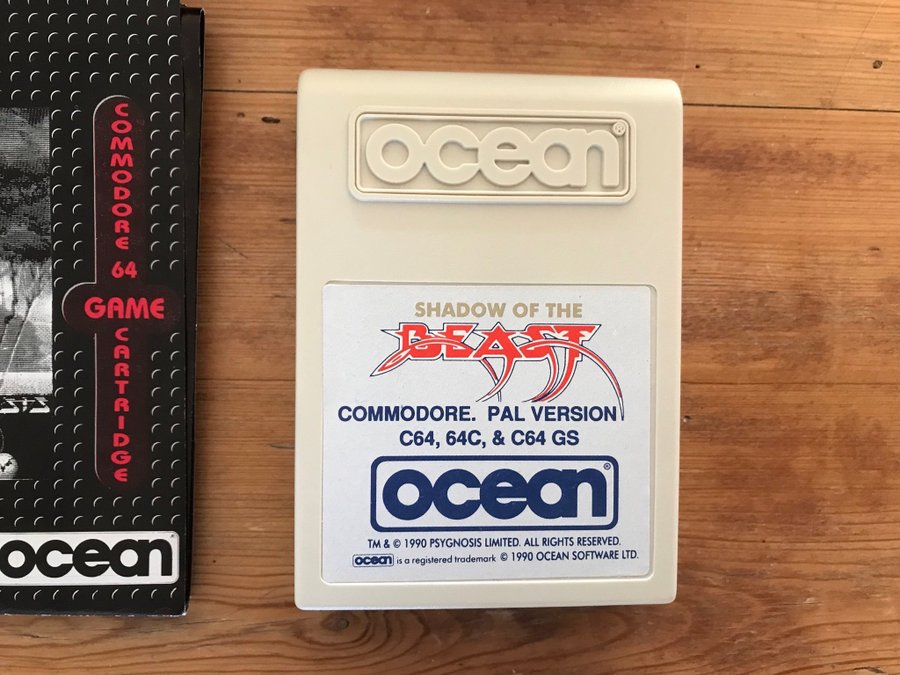 COMMODORE 64
GAME
CARTRIDGE
ocean
ocean®
SHADOW OF THE
BEAST
COMMODORE. PAL VERSION
C64, 64C, & C64 GS
ocean®
TM & © 1990 PSYGNOSIS LIMITED. ALL RIGHTS RESERVED.
ocean is a registered trademark © 1990 OCEAN SOFTWARE LTD.